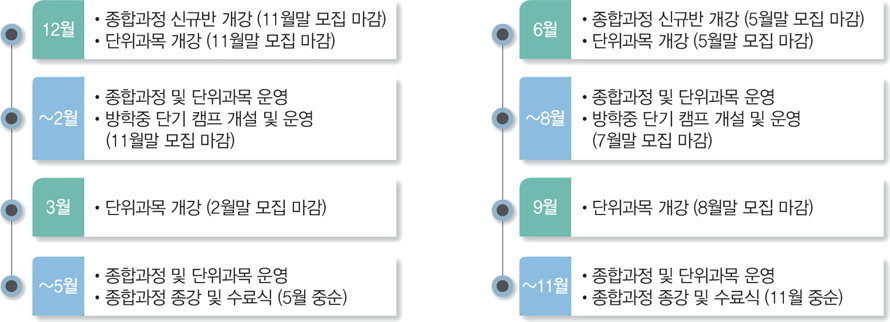 12월
• 종합과정 신규반 개강 (11월말 모집 마감)
• 단위과목 개강 (11월말 모집 마감)
~2월
• 종합과정 및 단위과목 운영
• 방학중 단기 캠프 개설 및 운영
(11월말 모집 마감)
3월
• 단위과목 개강 (2월말 모집 마감)
~5월
• 종합과정 및 단위과목 운영
• 종합과정 종강 및 수료식 (5월 중순)
6월
• 종합과정 신규반 개강 (5월말 모집 마감)
• 단위과목 개강 (5월말 모집 마감)
~8월
• 종합과정 및 단위과목 운영
• 방학중 단기 캠프 개설 및 운영
(7월말 모집 마감)
9월
• 단위과목 개강 (8월말 모집 마감)
~11월
• 종합과정 및 단위과목 운영
• 종합과정 종강 및 수료식 (11월 중순)